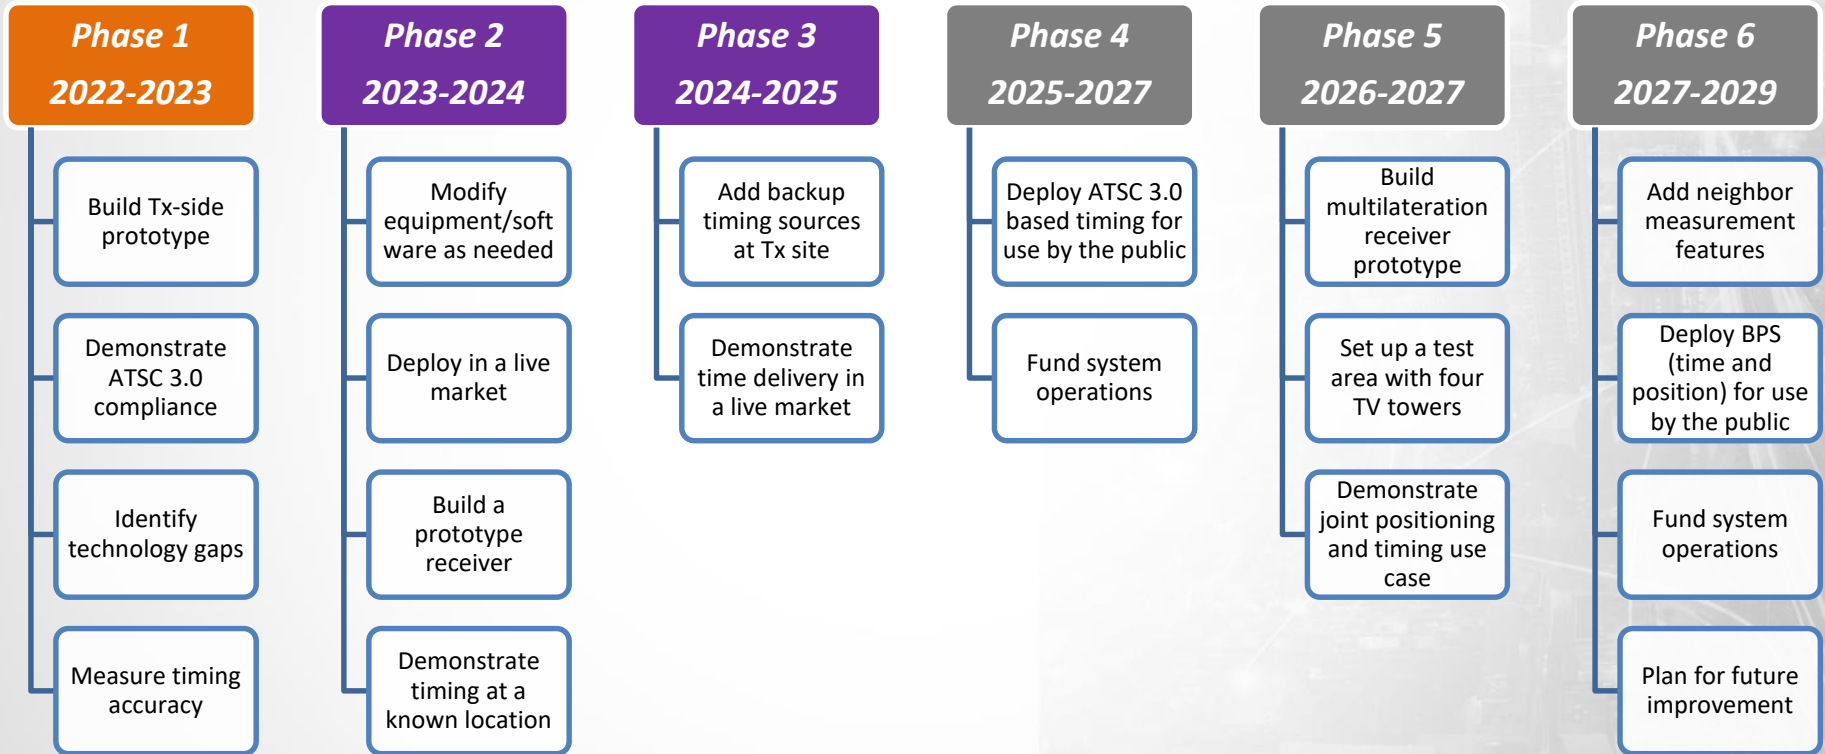 Phase 1
2022-2023
Build Tx-side
prototype
Demonstrate
ATSC 3.0
compliance
Identify
technology gaps
Measure timing
accuracy
Phase 2
2023-2024
Modify
equipment/soft
ware as needed
Deploy in a live
market
Build a
prototype
receiver
Demonstrate
timing at a
known location
Phase 3
2024-2025
Add backup
timing sources
at Tx site
Demonstrate
time delivery in
a live market
Phase 4
2025-2027
Deploy ATSC 3.0
based timing for
use by the public
Fund system
operations
Phase 5
2026-2027
Build
multilateration
receiver
prototype
Set up a test
area with four
TV towers
Demonstrate
joint positioning
and timing use
case
Phase 6
2027-2029
Add neighbor
measurement
features
Deploy BPS
(time and
position) for use
by the public
Fund system
operations
Plan for future
improvement